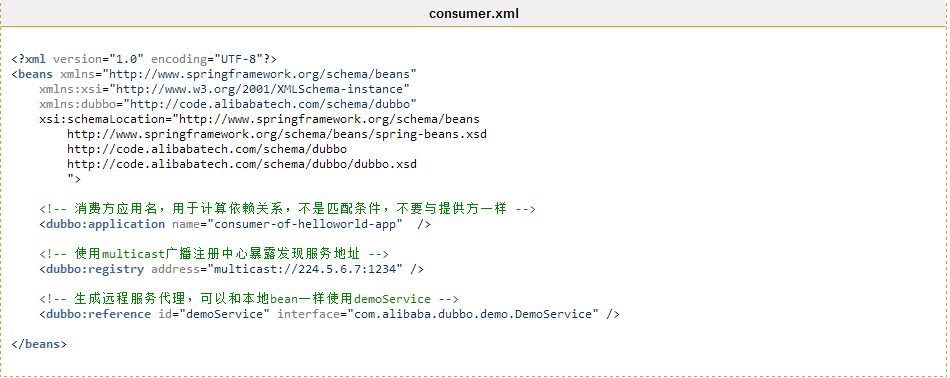 consumer.xml
<?xml version="1.0" encoding="UTF-8"?>
<beans xmlns="http://www.springframework.org/schema/beans"
    xmlns:xsi="http://www.w3.org/2001/XMLSchema-instance"
    xmlns:dubbo="http://code.alibabatech.com/schema/dubbo"
    xsi:schemaLocation="http://www.springframework.org/schema/beans
        http://www.springframework.org/schema/beans/spring-beans.xsd
        http://code.alibabatech.com/schema/dubbo
        http://code.alibabatech.com/schema/dubbo/dubbo.xsd
        ">
    <!-- 消费方应用名，用于计算依赖关系，不是匹配条件，不要与提供方一样 -->
    <dubbo:application name="consumer-of-helloworld-app"  />
    <!-- 使用multicast广播注册中心暴露发现服务地址 -->
    <dubbo:registry address="multicast://224.5.6.7:1234" />
    <!-- 生成远程服务代理，可以和本地bean一样使用demoService -->
    <dubbo:reference id="demoService" interface="com.alibaba.dubbo.demo.DemoService" />
</beans>